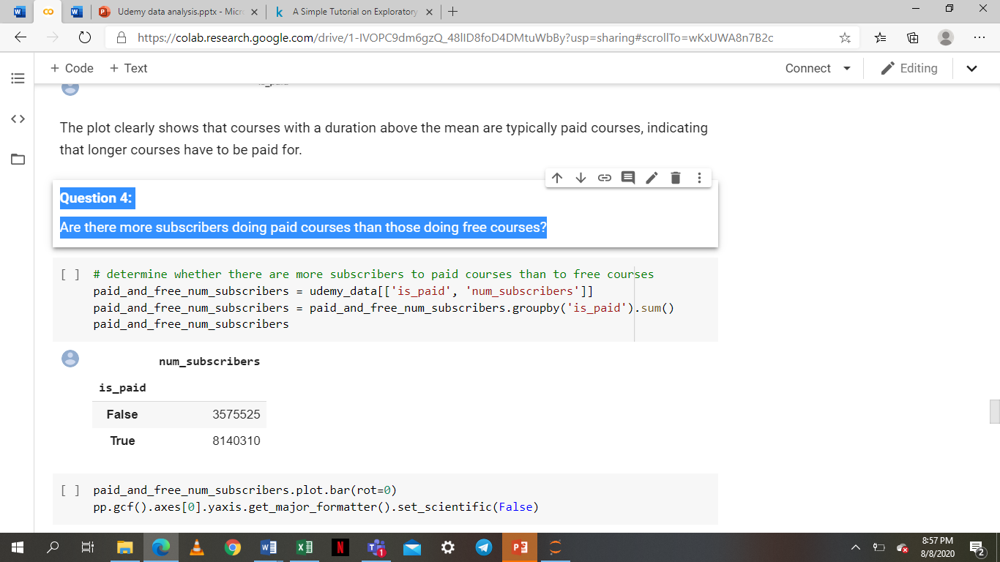 Udemy data analysis.pptx - Micr
A Simple Tutorial on Exploratory
https://colab.research.google.com/drive/1-IVOPC9dm6gzQ_48lID8foD4DMtuWbBy?usp=sharing#scrollTo=wKxUWA8n7B2c
+ Code + Text
Connect
Editing
The plot clearly shows that courses with a duration above the mean are typically paid courses, indicating
that longer courses have to be paid for.
Question 4:
Are there more subscribers doing paid courses than those doing free courses?
[ ] # determine whether there are more subscribers to paid courses than to free courses
paid_and_free_num_subscribers = udemy_data[['is_paid', 'num_subscribers']]
paid_and_free_num_subscribers = paid_and_free_num_subscribers.groupby('is_paid').sum()
paid_and_free_num_subscribers
num_subscribers
is_paid
False 3575525
True 8140310
[ ] paid_and_free_num_subscribers.plot.bar(rot=0)
pp.gcf().axes[0].yaxis.get_major_formatter().set_scientific(False)
8:57 PM
8/8/2020
2